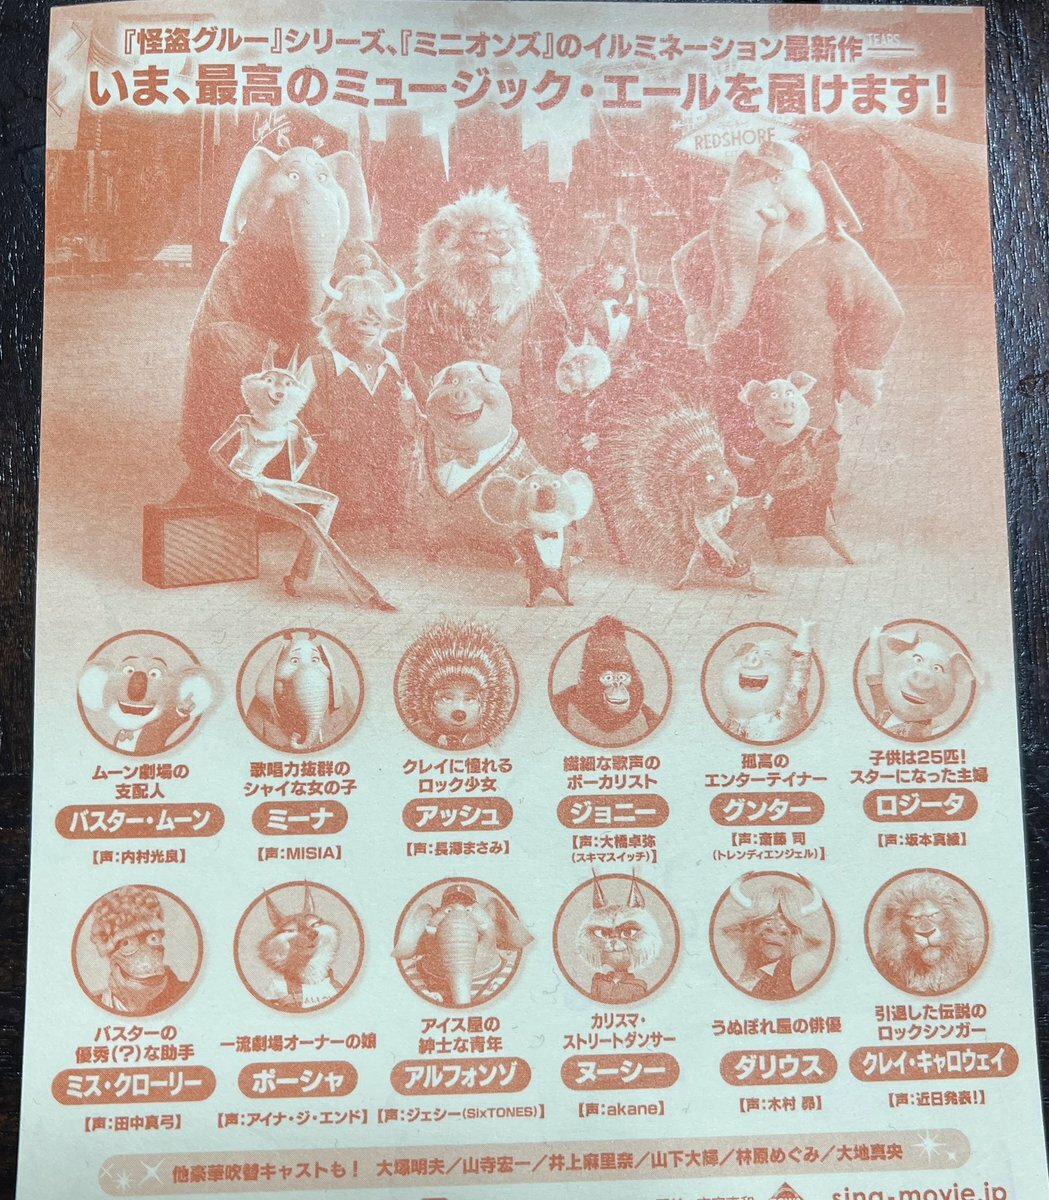 『怪盗グルー』シリーズ、『ミニオンズ』のイルミネーション最新作
いま、最高のミュージック・エールを届けます!
TEARS
REDSHORE
ムーン劇場の
支配人
バスター・ムーン
【声:内村光良】
歌唱力抜群の
シャイな女の子
ミーナ
【声:MISIA】
クレイに憧れる
ロック少女
アッシュ
【声:長澤まさみ】
繊細な歌声の
ボーカリスト
ジョニー
【声:大橋卓弥
(スキマスイッチ)】
孤高の
エンターテイナー
グンター
【声:斎藤 司
(トレンディエンジェル)】
子供は25匹!
スターになった主婦
ロジータ
【声:坂本真綾】
バスターの
優秀(?)な助手
ミス・クローリー
【声:田中真弓】
一流劇場オーナーの娘
ポーシャ
【声:アイナ・ジ・エンド】
アイス屋の
紳士な青年
アルフォンゾ
【声:ジェシー(SixTONES)】
カリスマ・
ストリートダンサー
ヌーシー
【声:akane】
うぬぼれ屋の俳優
ダリウス
【声:木村 昴】
引退した伝説の
ロックシンガー
クレイ・キャロウェイ
【声:近日発表!】
他豪華吹替キャストも! 大塚明夫/山寺宏一/井上麻里奈/山下大輝/林原めぐみ/大地真央
sing-movie.jp